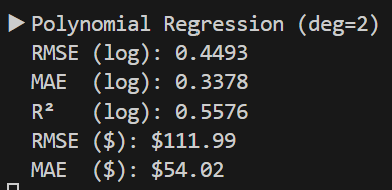 ▶ Polynomial Regression (deg=2)
RMSE (log): 0.4493
MAE  (log): 0.3378
R²   (log): 0.5576
RMSE ($): $111.99
MAE  ($): $54.02